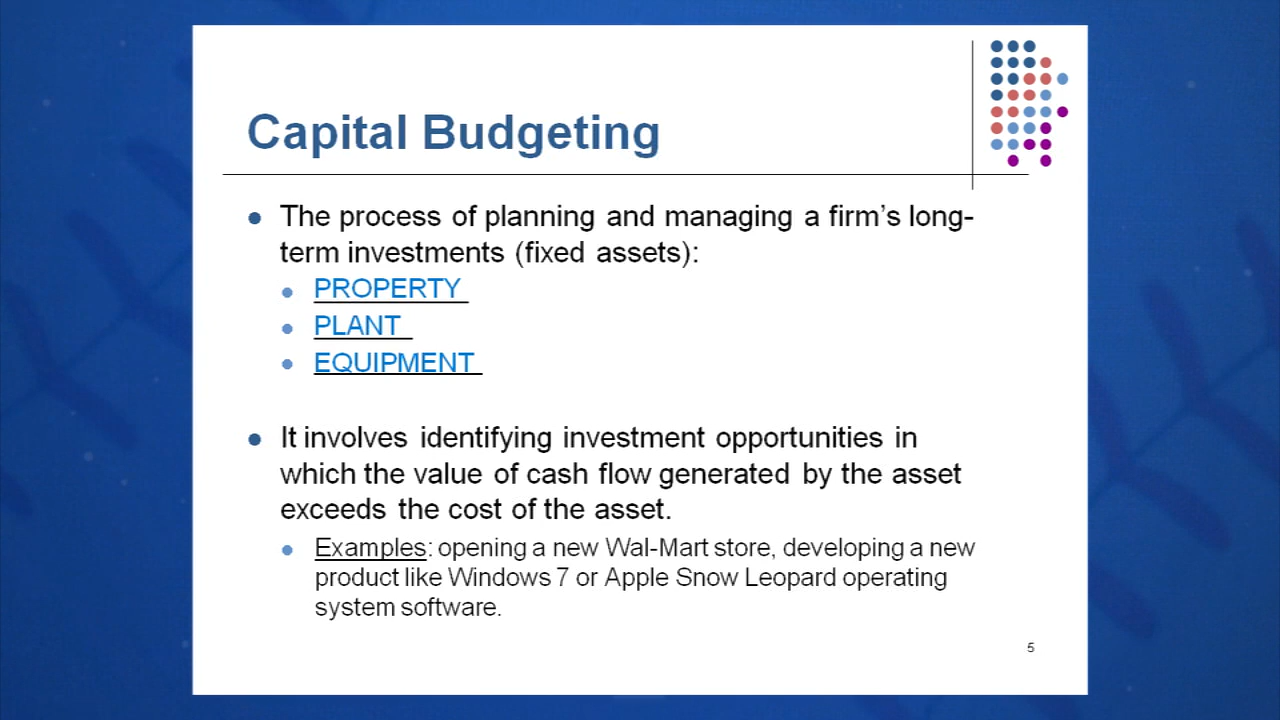 Capital Budgeting
The process of planning and managing a firm’s long-
term investments (fixed assets):
PROPERTY
PLANT
EQUIPMENT
It involves identifying investment opportunities in
which the value of cash flow generated by the asset
exceeds the cost of the asset.
Examples: opening a new Wal-Mart store, developing a new
product like Windows 7 or Apple Snow Leopard operating
system software.
5